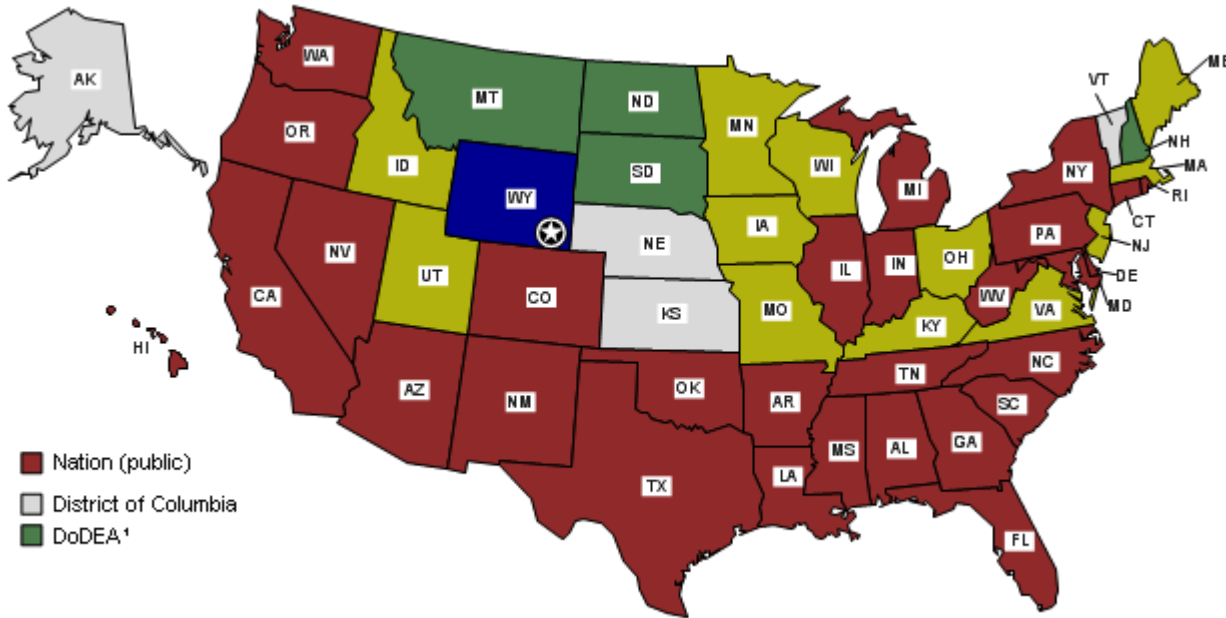 WA
AK
MT
ND
VT
ME
MN
OR
ID
WI
NH
SD
MI
NY
MA
WY
RI
IA
CT
NE
PA
NJ
NV
UT
OH
IL
IN
DE
CA
CO
WV
KS
MO
VA
MD
KY
HI
NC
TN
AZ
NM
OK
AR
SC
MS
AL
GA
Nation (public)
LA
TX
District of Columbia
DoDEA¹
FL